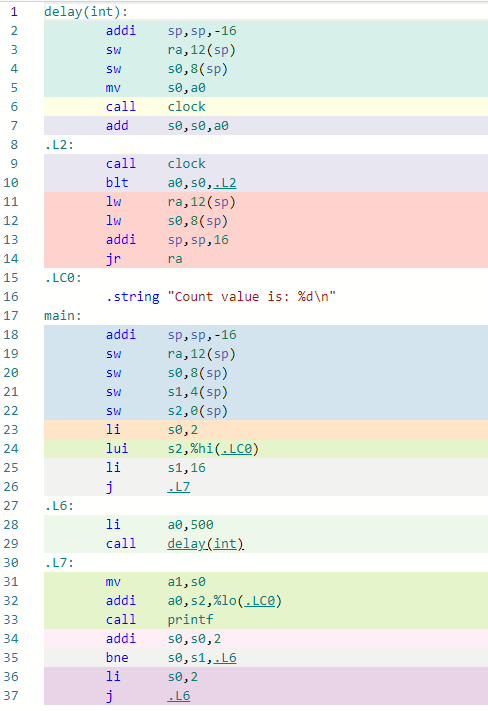 1 delay(int):
2 addi sp,sp,-16
3 sw ra,12(sp)
4 sw s0,8(sp)
5 mv s0,a0
6 call clock
7 add s0,s0,a0
8 .L2:
9 call clock
10 blt a0,s0,.L2
11 lw ra,12(sp)
12 lw s0,8(sp)
13 addi sp,sp,16
14 jr ra
15 .LC0:
16 .string "Count value is: %d\n"
17 main:
18 addi sp,sp,-16
19 sw ra,12(sp)
20 sw s0,8(sp)
21 sw s1,4(sp)
22 sw s2,0(sp)
23 li s0,2
24 lui s2,%hi(.LC0)
25 li s1,16
26 j .L7
27 .L6:
28 li a0,500
29 call delay(int)
30 .L7:
31 mv a1,s0
32 addi a0,s2,%lo(.LC0)
33 call printf
34 addi s0,s0,2
35 bne s0,s1,.L6
36 li s0,2
37 j .L6